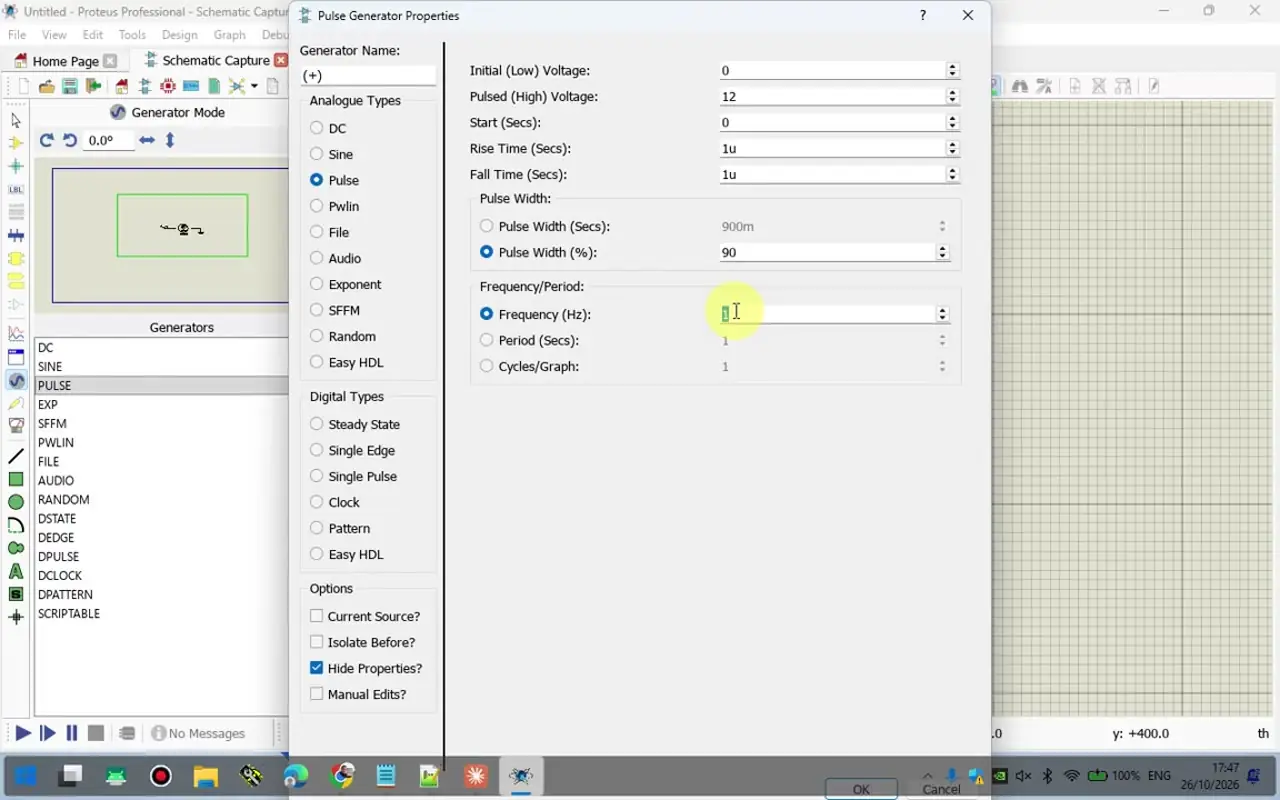 Untitled - Proteus Professional - Schematic Captur
Pulse Generator Properties
?
File View Edit Tools Design Graph Debu
Home Page
Schematic Capture
Generator Mode
0.0°
LBL
Generators
DC
SINE
PULSE
EXP
SFFM
PWLIN
FILE
AUDIO
RANDOM
DSTATE
DEDGE
DPULSE
DCLOCK
DPATTERN
SCRIPTABLE
A
S
No Messages
Generator Name:
(+)
Analogue Types
DC
Sine
Pulse
Pwlin
File
Audio
Exponent
SFFM
Random
Easy HDL
Digital Types
Steady State
Single Edge
Single Pulse
Clock
Pattern
Easy HDL
Options
Current Source?
Isolate Before?
Hide Properties?
Manual Edits?
Initial (Low) Voltage: 0
Pulsed (High) Voltage: 12
Start (Secs): 0
Rise Time (Secs): 1u
Fall Time (Secs): 1u
Pulse Width:
Pulse Width (Secs): 900m
Pulse Width (%): 90
Frequency/Period:
Frequency (Hz): 1
Period (Secs): 1
Cycles/Graph: 1
OK
Cancel
.0 y: +400.0 th
100% ENG
17:47
26/10/2026